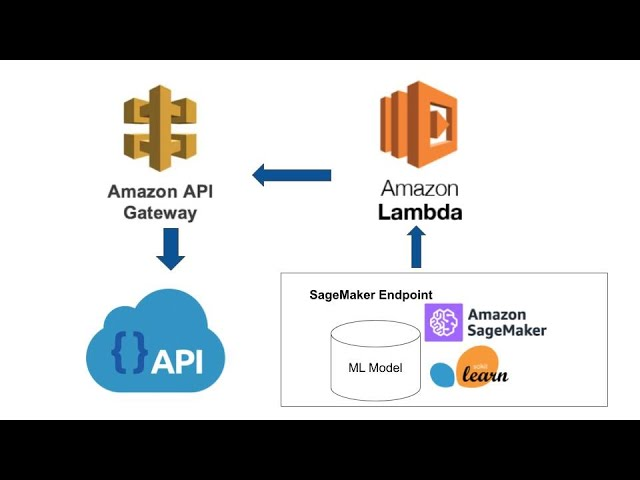 Amazon API
Gateway
Amazon
Lambda
{} API
SageMaker Endpoint
Amazon
SageMaker
ML Model
learn